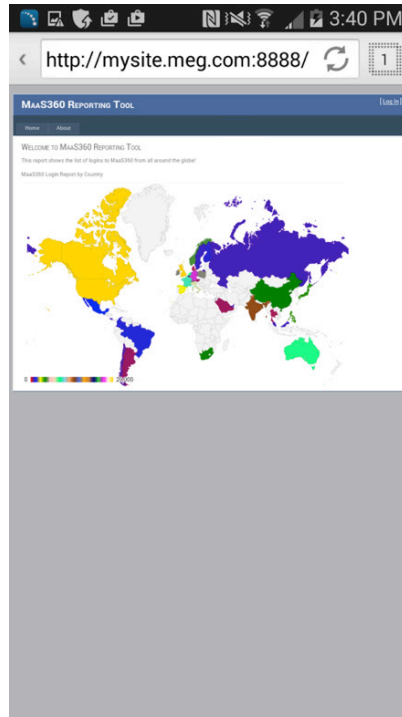 3:40 PM
http://mysite.meg.com:8888/
1
MaaS360 Reporting Tool
[Log In]
Home About
Welcome to MaaS360 Reporting Tool
This report shows the list of logins to MaaS360 from all around the globe!
MaaS360 Login Report by Country
0